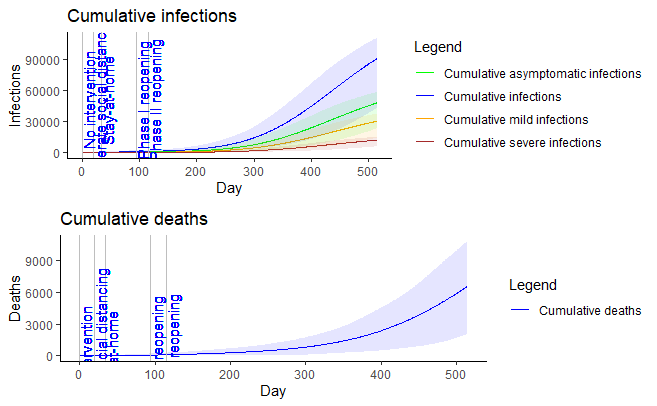 Cumulative infections
Infections
90000
60000
30000
0
No intervention
social distanc
Stay-at-home
Phase I reopening
Phase II reopening
0 100 200 300 400 500
Day
Legend
Cumulative asymptomatic infections
Cumulative infections
Cumulative mild infections
Cumulative severe infections
Cumulative deaths
Deaths
9000
6000
3000
0
ervention
cial distancing
at-home
reopening
reopening
0 100 200 300 400 500
Day
Legend
Cumulative deaths